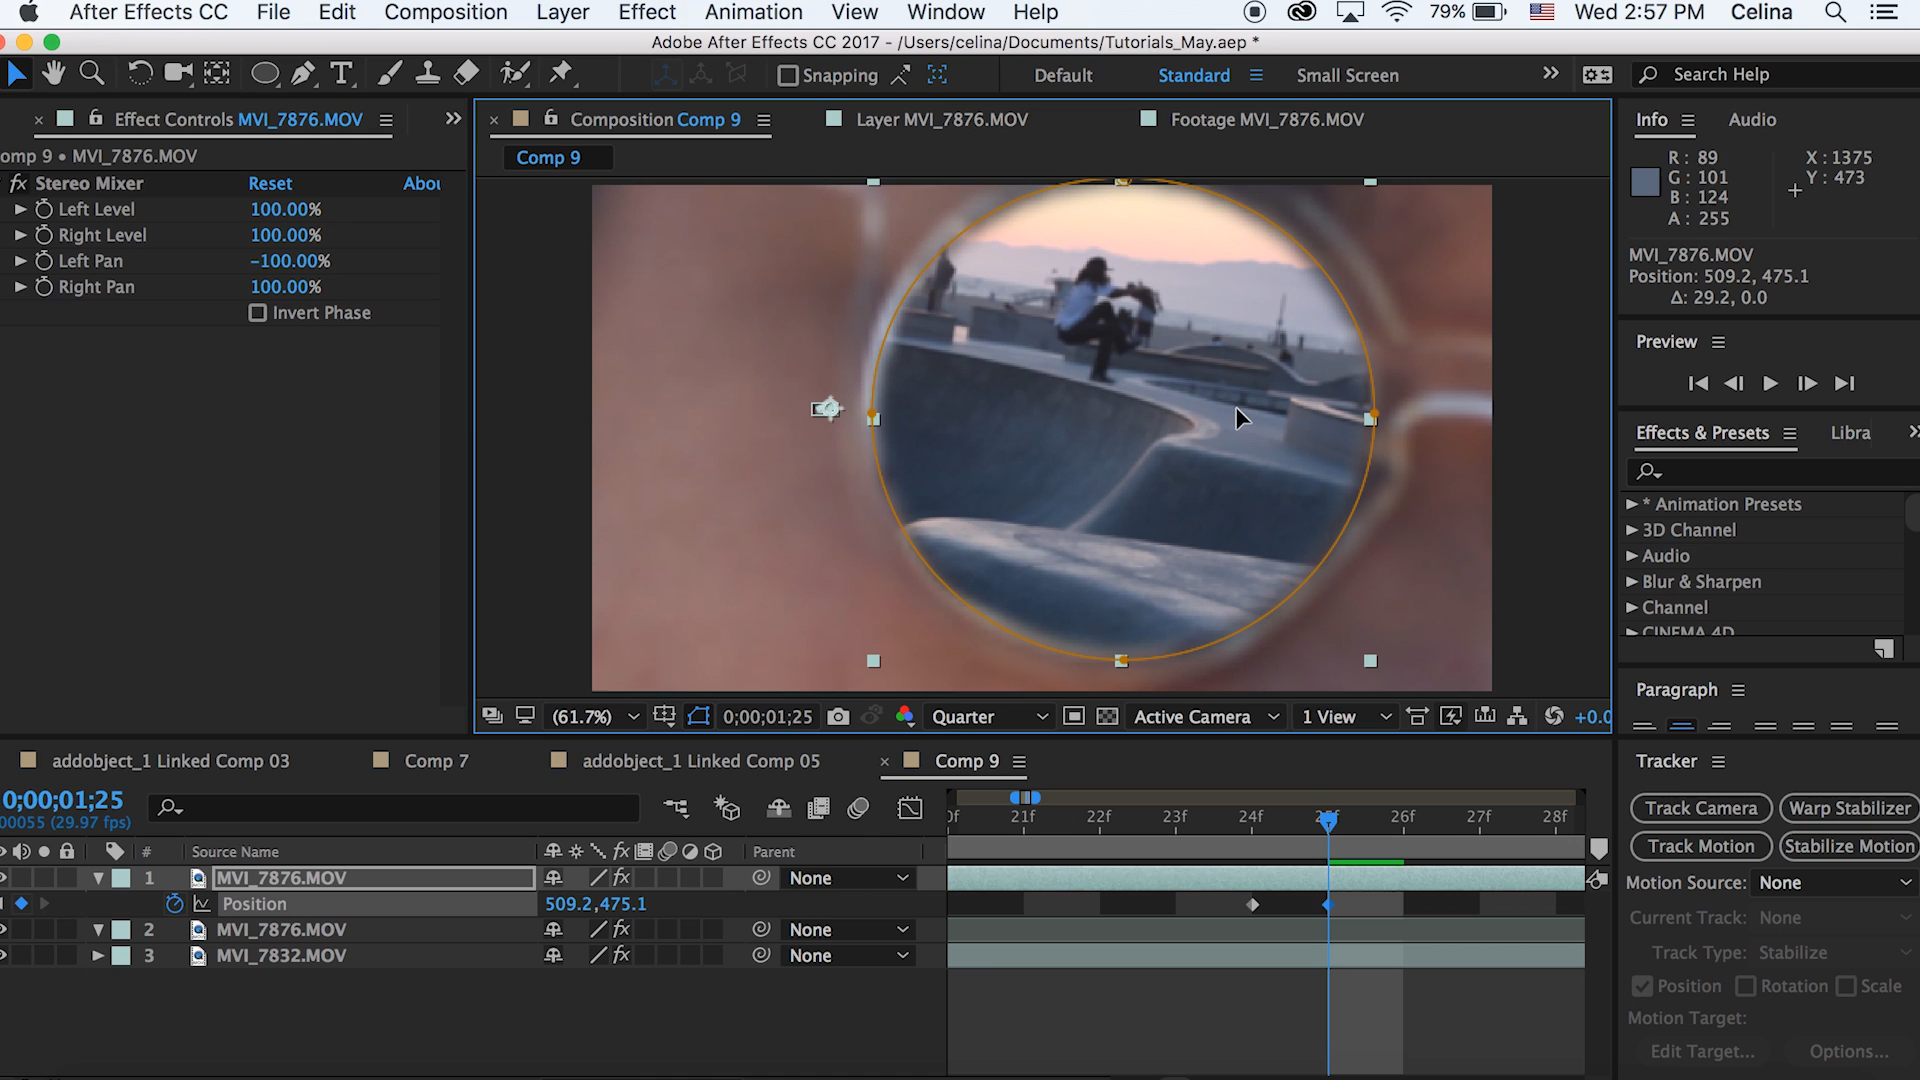 After Effects CC File Edit Composition Layer Effect Animation View Window Help 79% Wed 2:57 PM Celina
Adobe After Effects CC 2017 - /Users/celina/Documents/Tutorials_May.aep *
T Snapping Default Standard Small Screen Search Help
Effect Controls MVI_7876.MOV
omp 9 • MVI_7876.MOV
fx Stereo Mixer Reset Abou
Left Level 100.00%
Right Level 100.00%
Left Pan -100.00%
Right Pan 100.00%
Invert Phase
Composition Comp 9 Layer MVI_7876.MOV Footage MVI_7876.MOV
Comp 9
(61.7%) 0;00;01;25 Quarter Active Camera 1 View +0.0
Info Audio
R: 89 X: 1375
G: 101 Y: 473
B: 124
A: 255
MVI_7876.MOV
Position: 509.2, 475.1
Δ: 29.2, 0.0
Preview
Effects & Presets Libra
* Animation Presets
3D Channel
Audio
Blur & Sharpen
Channel
CINEMA 4D
Paragraph
addobject_1 Linked Comp 03 Comp 7 addobject_1 Linked Comp 05 Comp 9
0;00;01;25
00055 (29.97 fps)
0f 21f 22f 23f 24f 25f 26f 27f 28f
# Source Name fx Parent
1 MVI_7876.MOV fx None
Position 509.2,475.1
2 MVI_7876.MOV fx None
3 MVI_7832.MOV fx None
Tracker
Track Camera Warp Stabilizer
Track Motion Stabilize Motion
Motion Source: None
Current Track: None
Track Type: Stabilize
Position Rotation Scale
Motion Target:
Edit Target... Options...